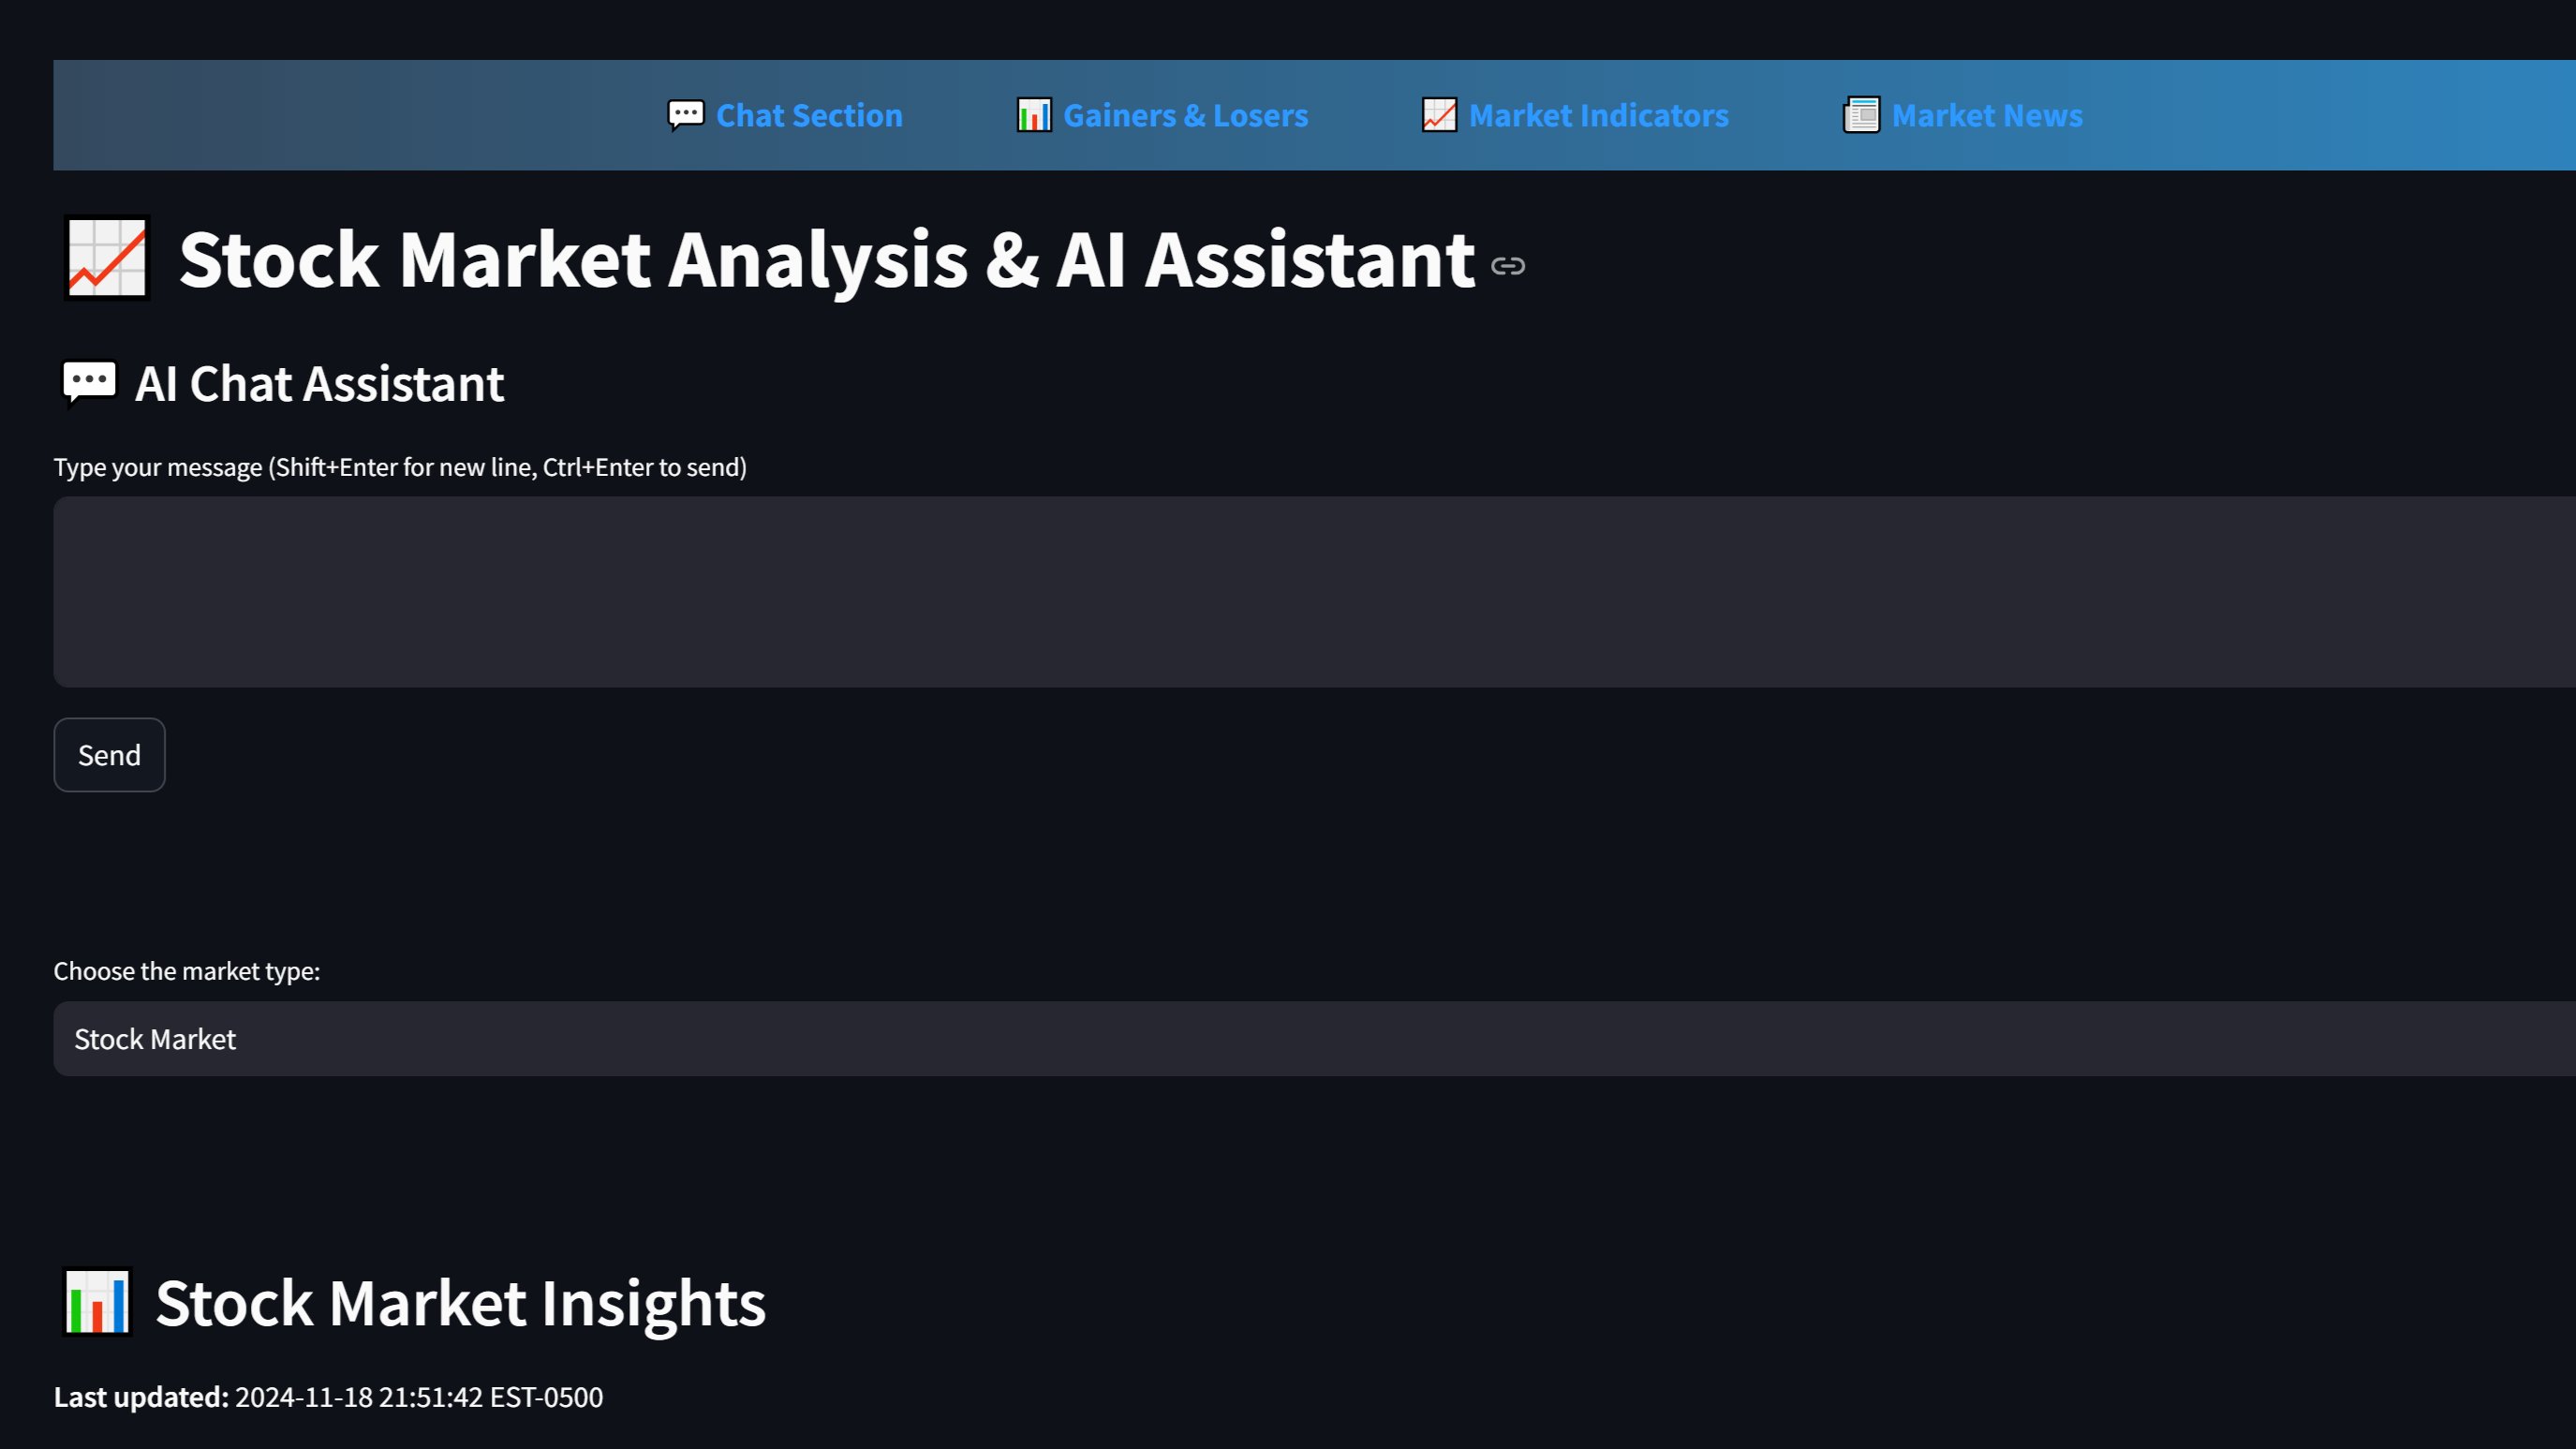 Chat Section
Gainers & Losers
Market Indicators
Market News
Stock Market Analysis & AI Assistant
AI Chat Assistant
Type your message (Shift+Enter for new line, Ctrl+Enter to send)
Send
Choose the market type:
Stock Market
Stock Market Insights
Last updated: 2024-11-18 21:51:42 EST-0500